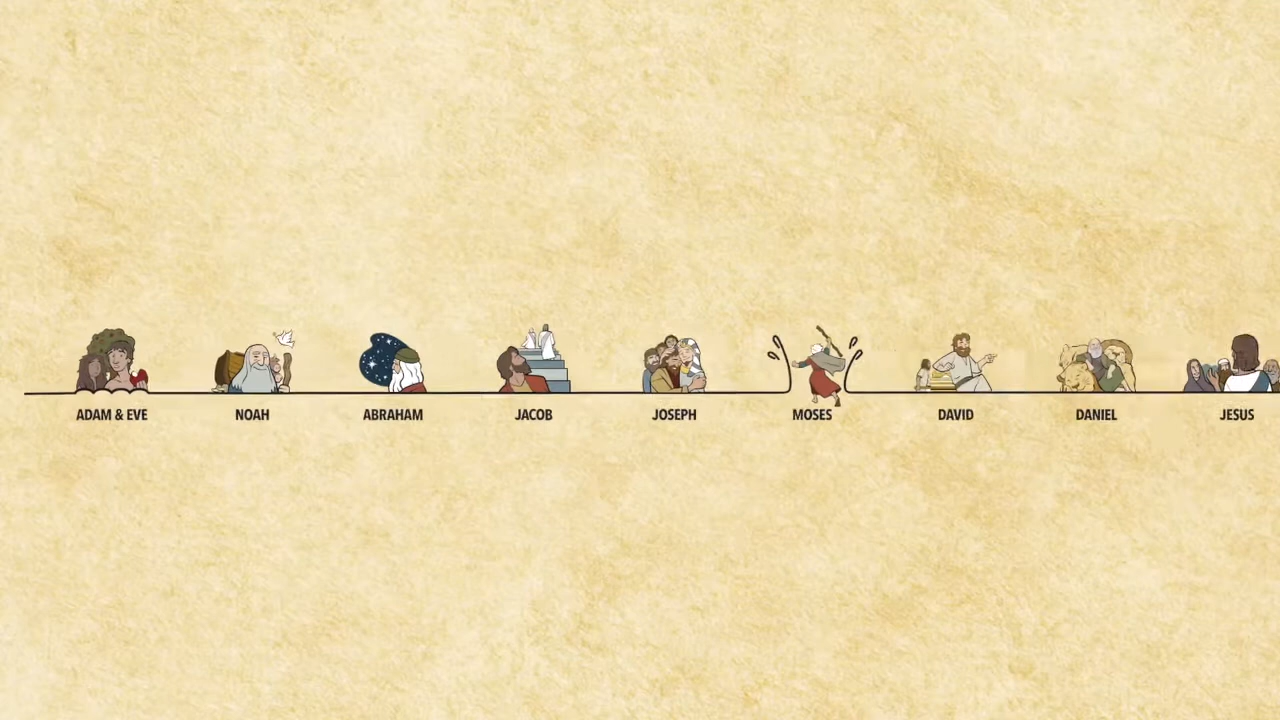 ADAM & EVE
NOAH
ABRAHAM
JACOB
JOSEPH
MOSES
DAVID
DANIEL
JESUS